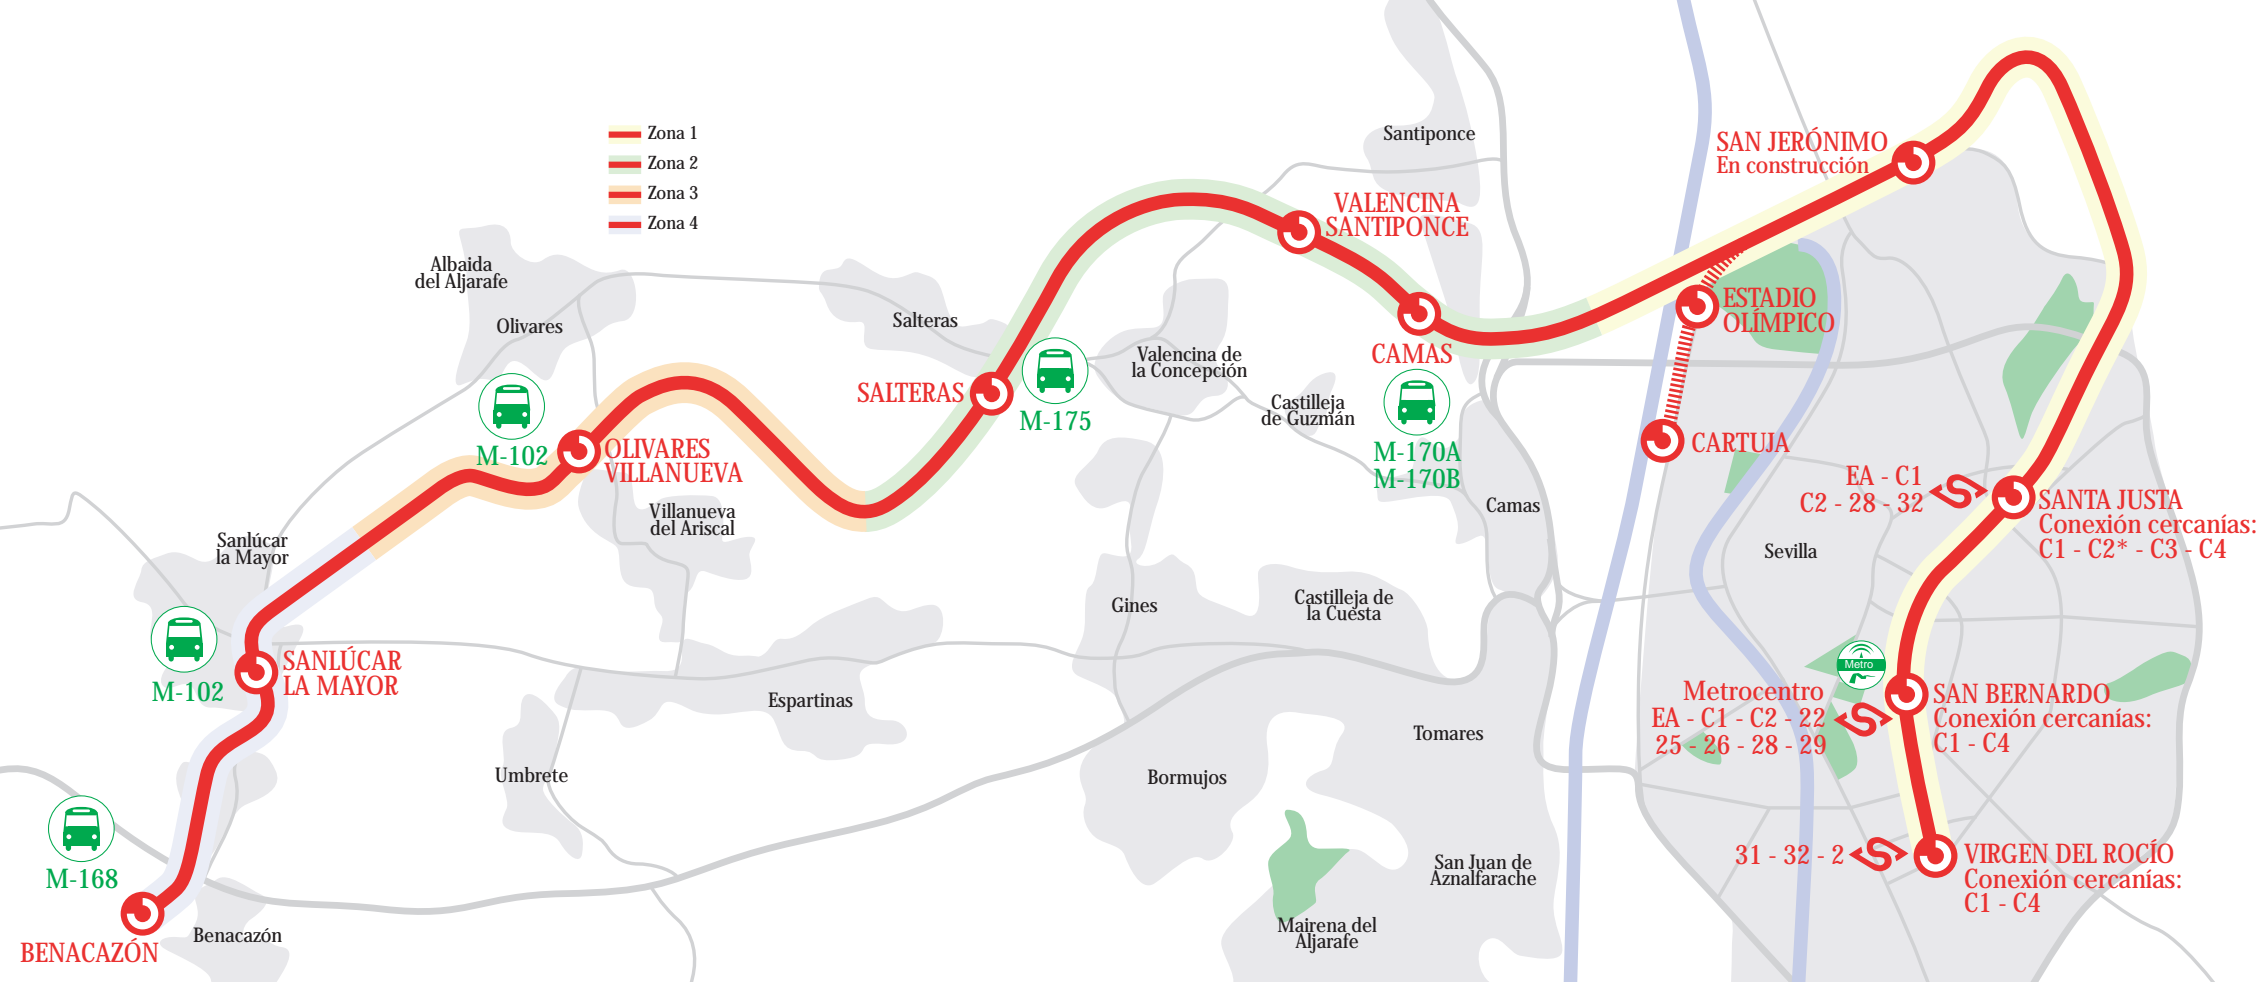 Zona 1
Zona 2
Zona 3
Zona 4
Santiponce
SAN JERÓNIMO
En construcción
VALENCINA
SANTIPONCE
Albaida
del Aljarafe
Olivares
Salteras
ESTADIO
OLÍMPICO
Valencina de
la Concepción
CAMAS
SALTERAS
M-175
Castilleja
de Guzmán
M-170A
M-170B
CARTUJA
M-102
OLIVARES
VILLANUEVA
EA - C1
C2 - 28 - 32
SANTA JUSTA
Conexión cercanías:
C1 - C2* - C3 - C4
Villanueva
del Ariscal
Camas
Sevilla
Sanlúcar
la Mayor
Gines
Castilleja de
la Cuesta
M-102
SANLÚCAR
LA MAYOR
Metro
Metrocentro
EA - C1 - C2 - 22
25 - 26 - 28 - 29
SAN BERNARDO
Conexión cercanías:
C1 - C4
Espartinas
Tomares
Umbrete
Bormujos
M-168
31 - 32 - 2
VIRGEN DEL ROCÍO
Conexión cercanías:
C1 - C4
San Juan de
Aznalfarache
Mairena del
Aljarafe
Benacazón
BENACAZÓN